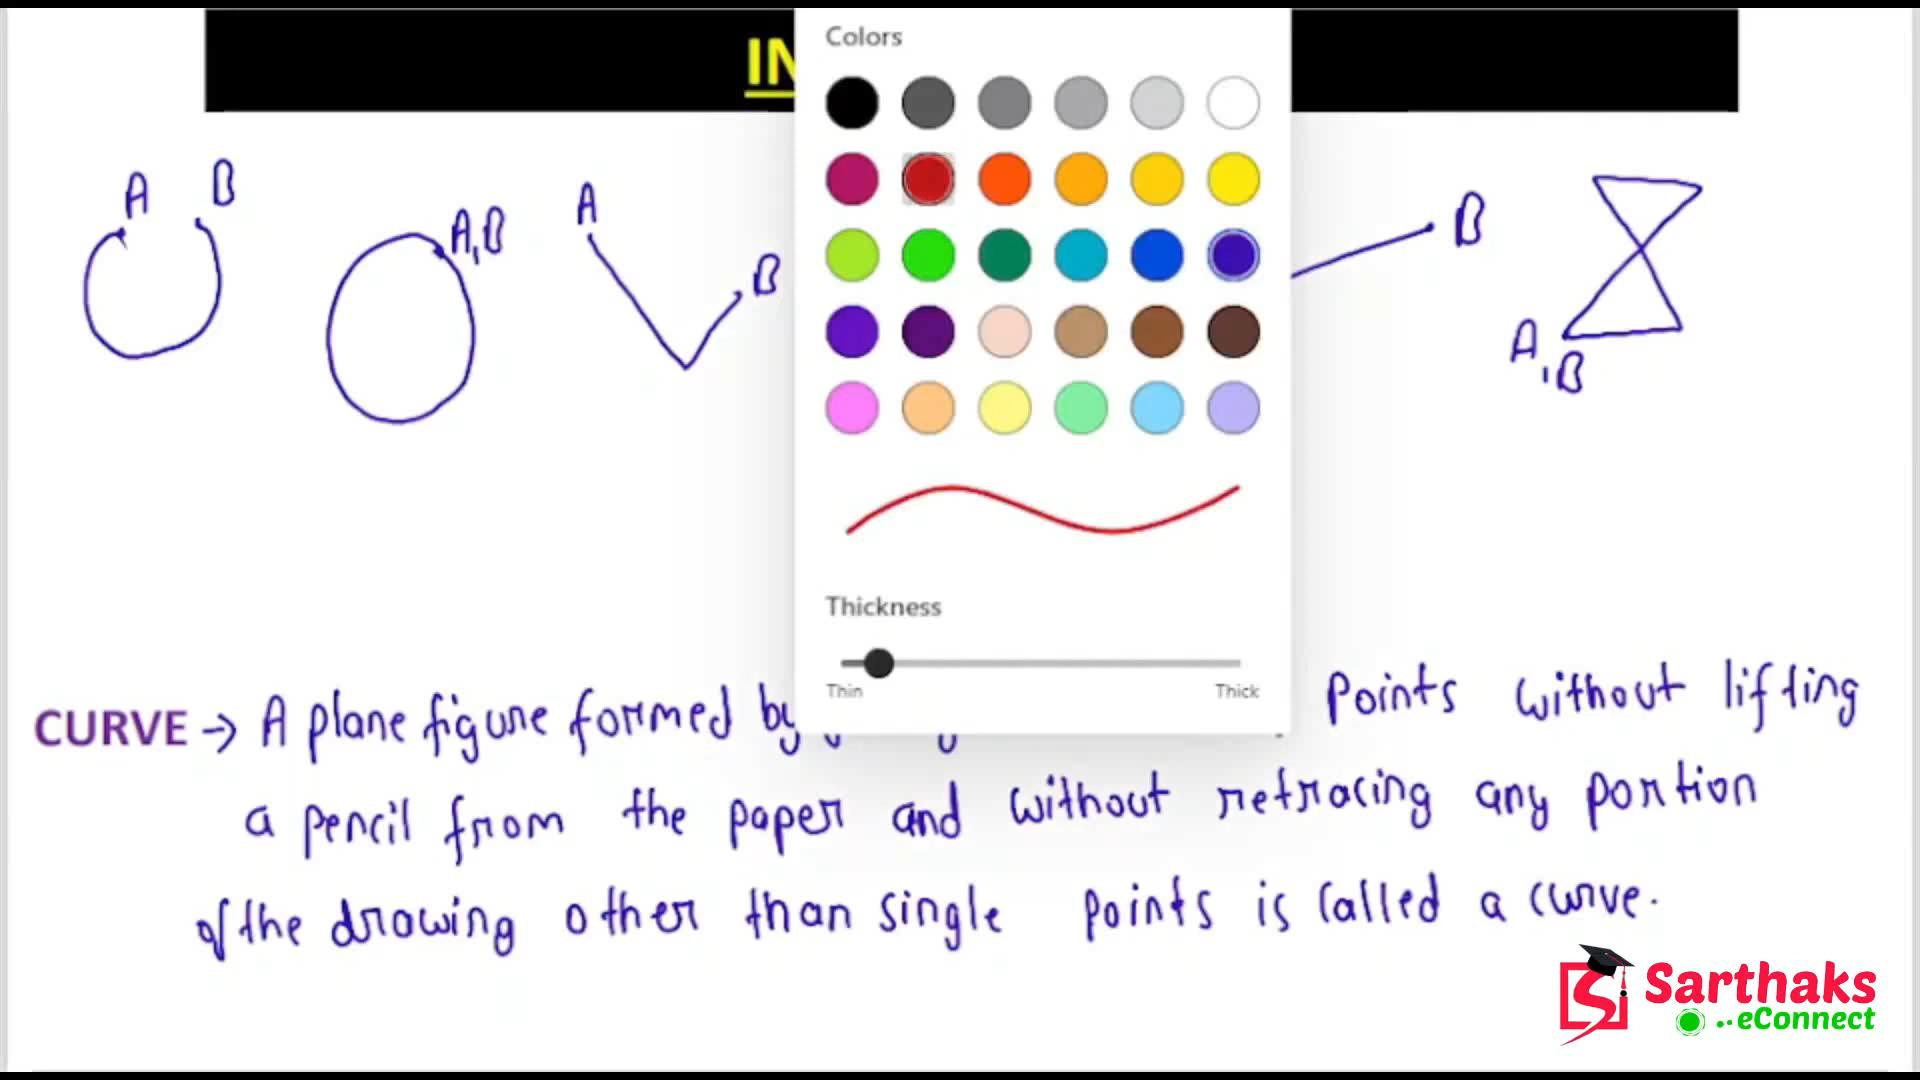 IN
Colors
A B
A,B
A
B
B
A,B
Thickness
Thin Thick
CURVE → A plane figure formed by points without lifting
a pencil from the paper and without retracing any portion
of the drawing other than single points is called a curve.
Sarthaks
eConnect